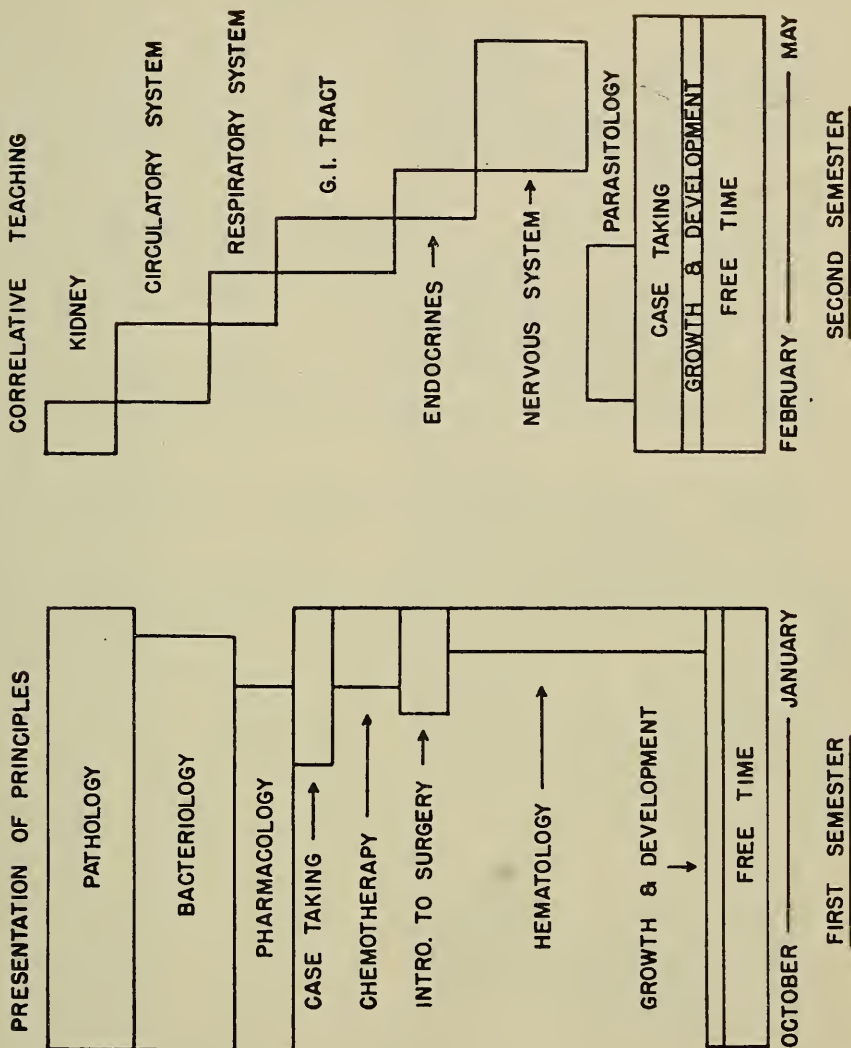 PRESENTATION OF PRINCIPLES
PATHOLOGY
BACTERIOLOGY
PHARMACOLOGY
CASE TAKING
CHEMOTHERAPY
INTRO. TO SURGERY
HEMATOLOGY
GROWTH & DEVELOPMENT
FREE TIME
OCTOBER
JANUARY
FIRST SEMESTER
CORRELATIVE TEACHING
KIDNEY
CIRCULATORY SYSTEM
RESPIRATORY SYSTEM
G. I. TRACT
ENDOCRINES
NERVOUS SYSTEM
PARASITOLOGY
CASE TAKING
GROWTH & DEVELOPMENT
FREE TIME
FEBRUARY
MAY
SECOND SEMESTER